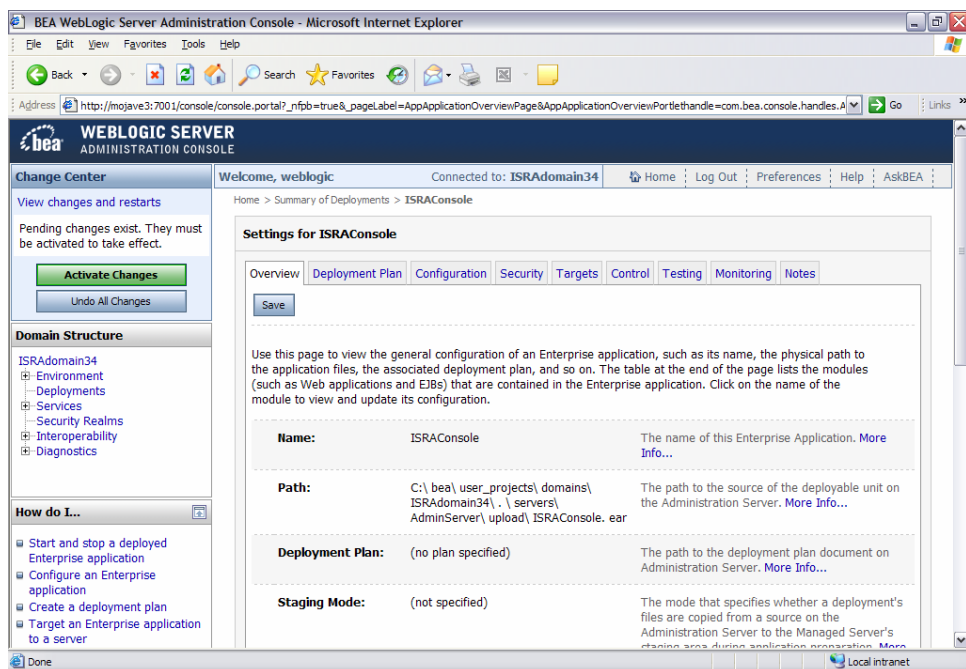 BEA WebLogic Server Administration Console - Microsoft Internet Explorer
File Edit View Favorites Tools Help
Back Search Favorites
Address http://mojave3:7001/console/console.portal?_nfpb=true&_pageLabel=AppApplicationOverviewPage&AppApplicationOverviewPortlethandle=com.bea.console.handles.A Go Links »
bea WEBLOGIC SERVER
ADMINISTRATION CONSOLE
Change Center
View changes and restarts
Pending changes exist. They must
be activated to take effect.
Activate Changes
Undo All Changes
Domain Structure
ISRAdomain34
Environment
Deployments
Services
Security Realms
Interoperability
Diagnostics
How do I...
Start and stop a deployed
Enterprise application
Configure an Enterprise
application
Create a deployment plan
Target an Enterprise application
to a server
Welcome, weblogic Connected to: ISRAdomain34 Home Log Out Preferences Help AskBEA
Home > Summary of Deployments > ISRAConsole
Settings for ISRAConsole
Overview Deployment Plan Configuration Security Targets Control Testing Monitoring Notes
Save
Use this page to view the general configuration of an Enterprise application, such as its name, the physical path to
the application files, the associated deployment plan, and so on. The table at the end of the page lists the modules
(such as Web applications and EJBs) that are contained in the Enterprise application. Click on the name of the
module to view and update its configuration.
Name: ISRAConsole The name of this Enterprise Application. More
Info...
Path: C:\ bea\ user_projects\ domains\ The path to the source of the deployable unit on
ISRAdomain34\ . \ servers\ the Administration Server. More Info...
AdminServer\ upload\ ISRAConsole. ear
Deployment Plan: (no plan specified) The path to the deployment plan document on
Administration Server. More Info...
Staging Mode: (not specified) The mode that specifies whether a deployment's
files are copied from a source on the
Administration Server to the Managed Server's
staging area during application preparation. More
Done Local intranet